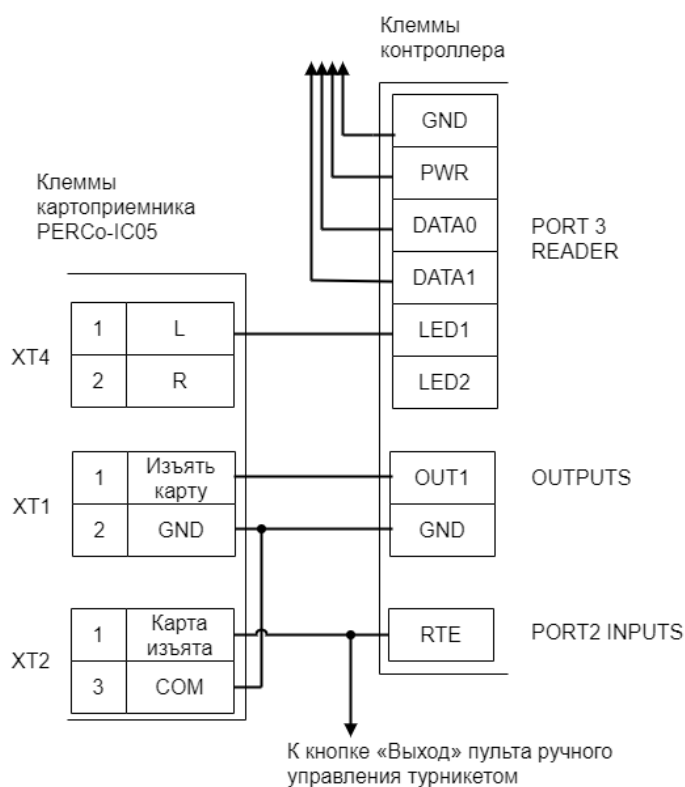 Клеммы
контроллера
GND
PWR
Клеммы
картоприемника
PERCo-IC05
DATA0
PORT 3
READER
DATA1
XT4
1
L
LED1
2
R
LED2
XT1
1
Изъять
карту
OUT1
OUTPUTS
2
GND
GND
XT2
1
Карта
изъята
RTE
PORT2 INPUTS
3
COM
К кнопке «Выход» пульта ручного
управления турникетом